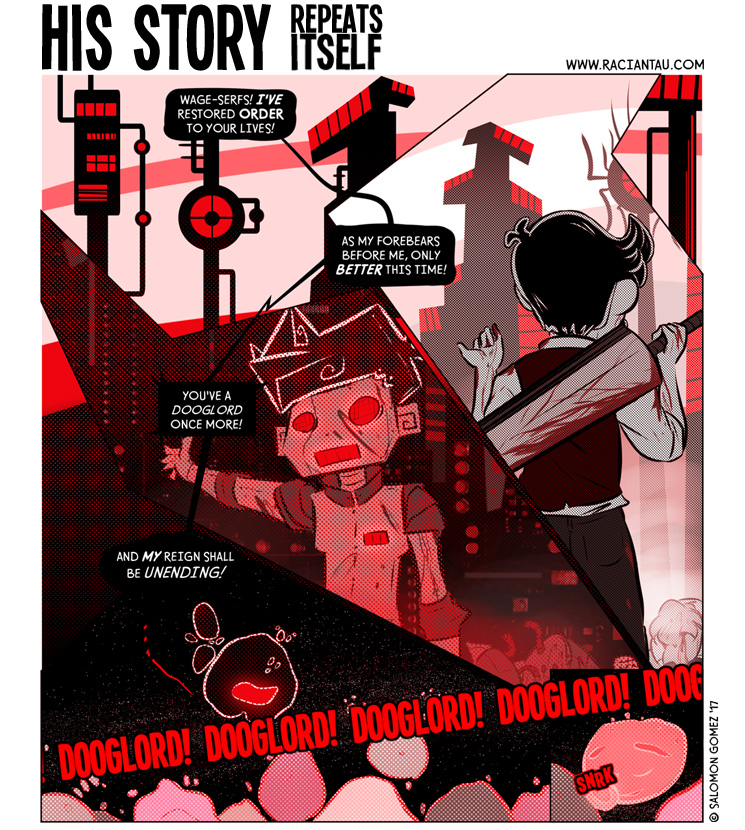 HIS STORY REPEATS
ITSELF
WWW.RACIANTAU.COM
WAGE-SERFS! I'VE
RESTORED ORDER
TO YOUR LIVES!
AS MY FOREBEARS
BEFORE ME, ONLY
BETTER THIS TIME!
YOU'VE A
DOOGLORD
ONCE MORE!
AND MY REIGN SHALL
BE UNENDING!
DOOGLORD! DOOGLORD! DOOGLORD! DOOGLORD! DOOG
SNRK
© SALOMON GOMEZ '17